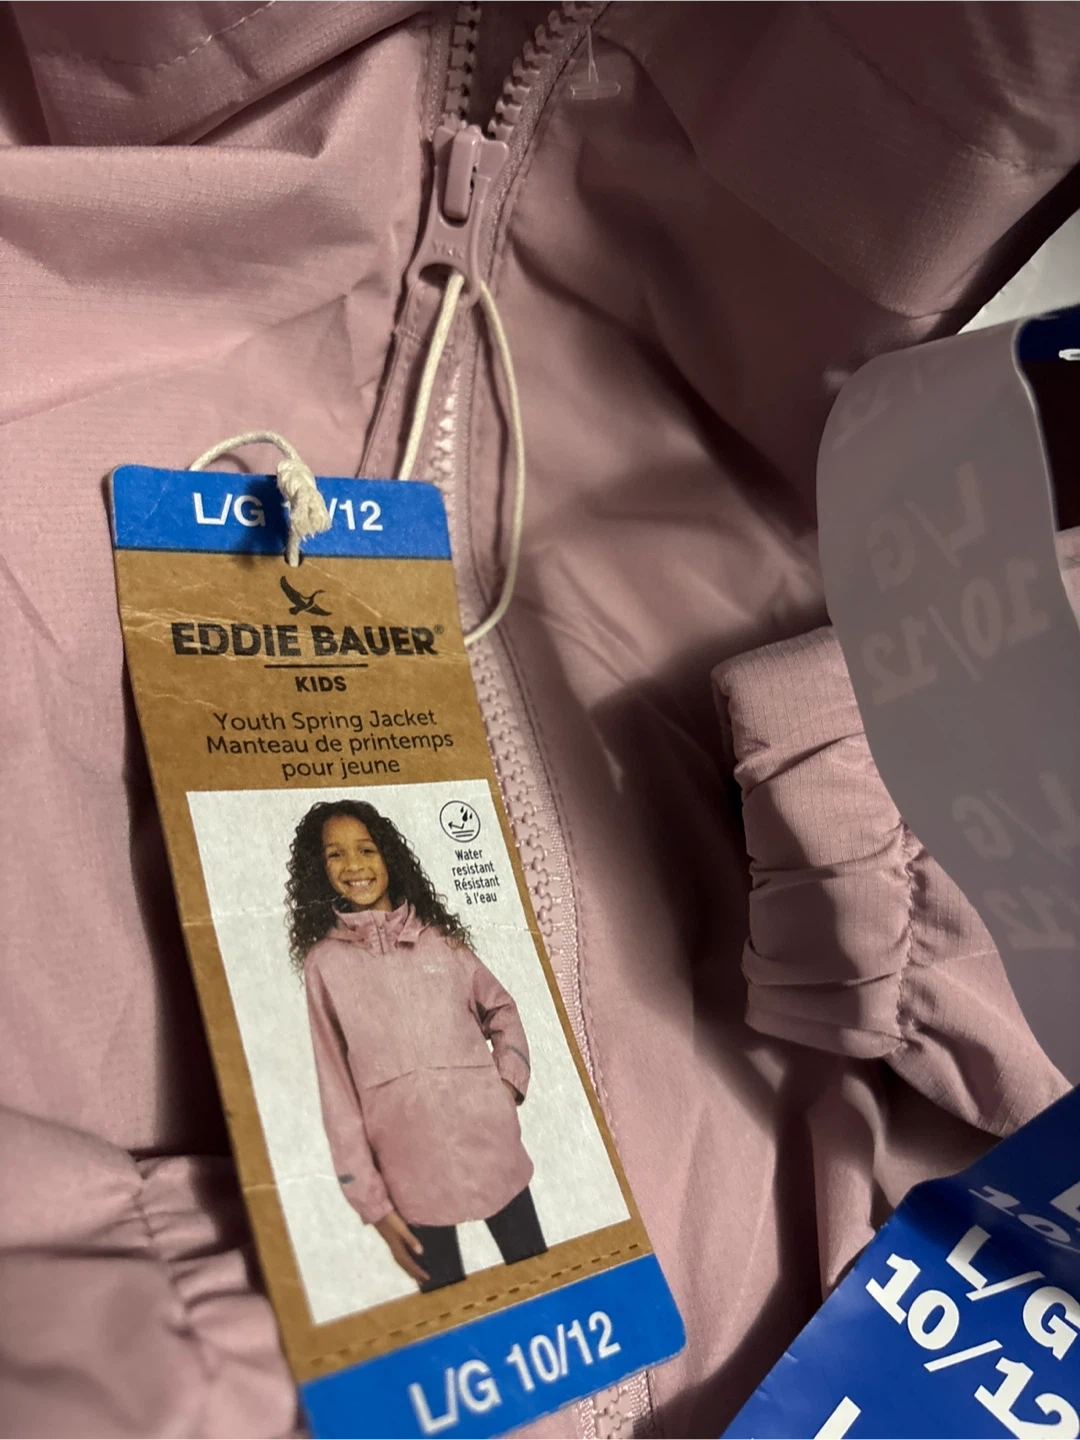 L/G /12
EDDIE BAUER®
KIDS
Youth Spring Jacket
Manteau de printemps
pour jeune
Water
resistant
Résistant
à l'eau
L/G 10/12
L/G
10/12
L/G
10/12